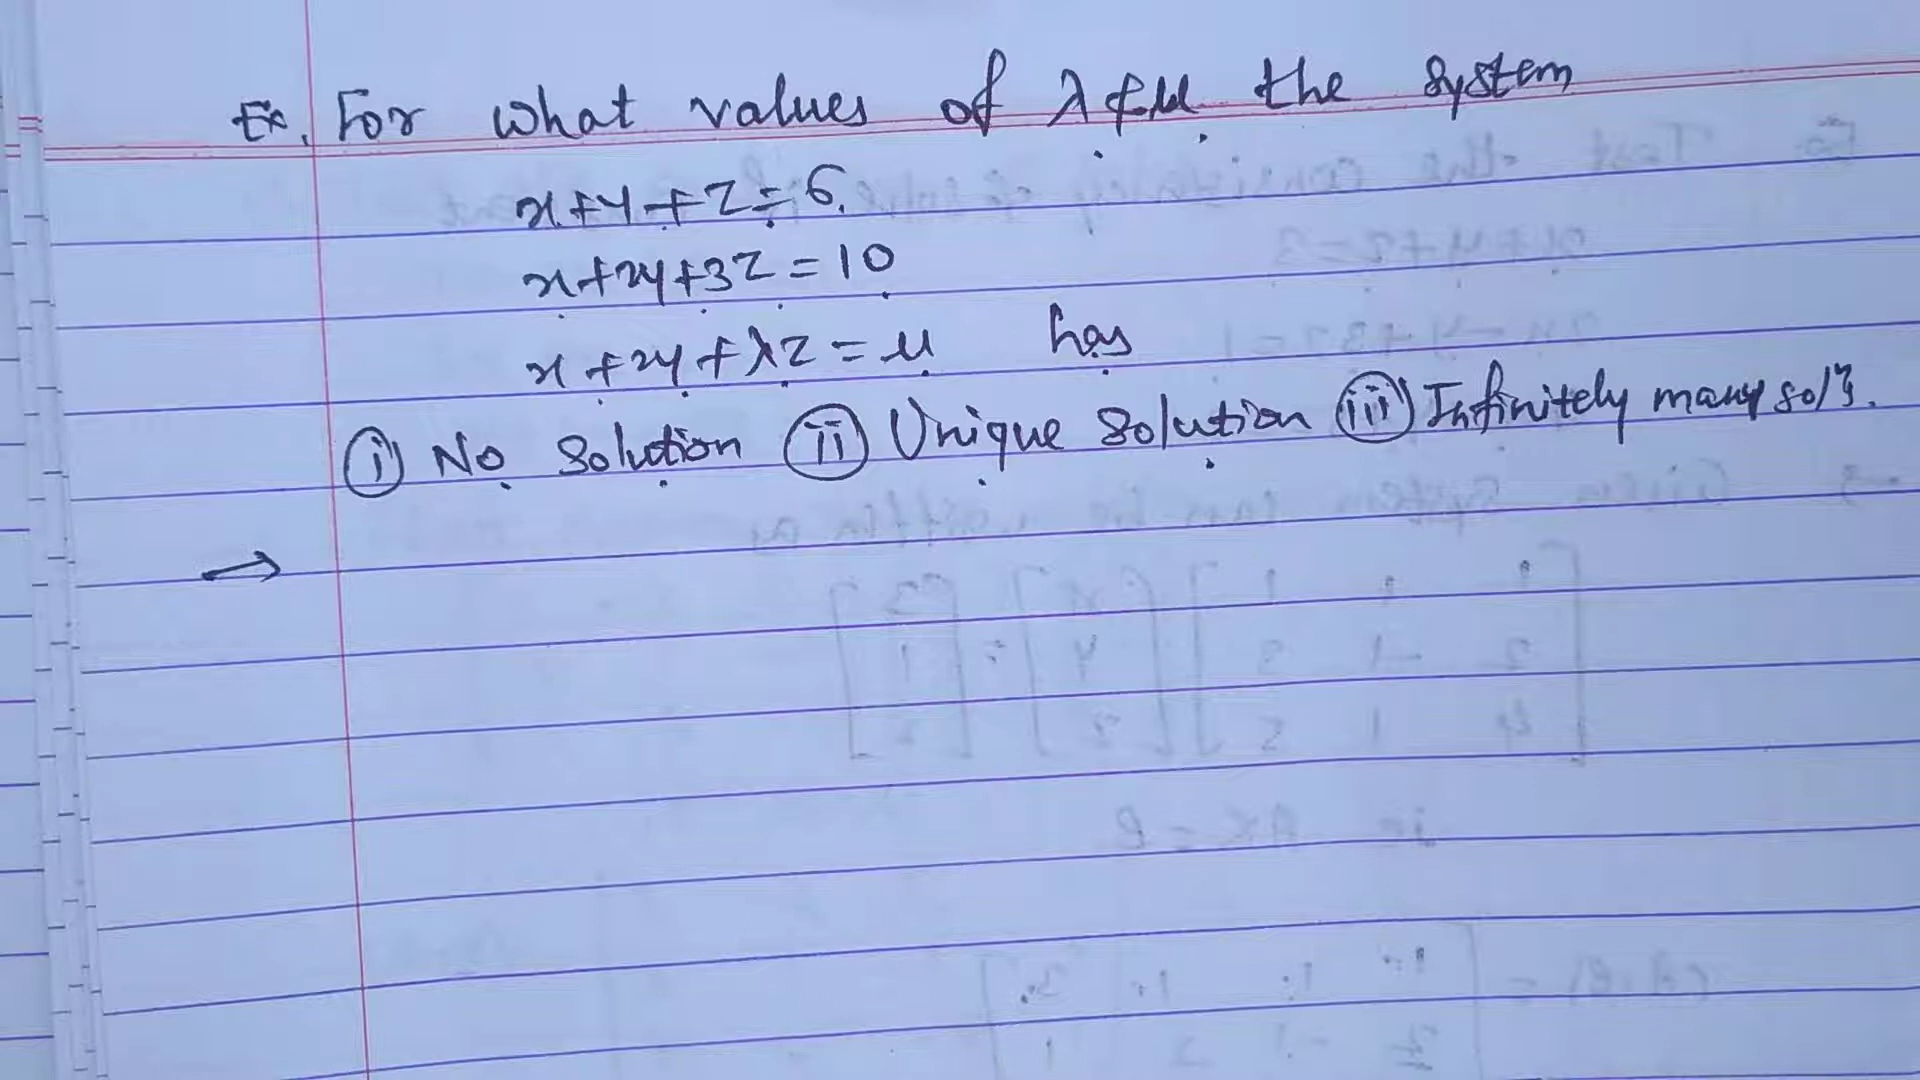 Ex. For what values of λ & μ the system
x+y+z=6.
x+2y+3z=10
x+2y+λz=μ has
(i) No solution (ii) Unique solution (iii) Infinitely many solⁿs.
→